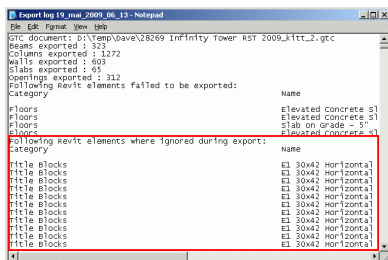 Export log 19_mai_2009_06_13 - Notepad
File Edit Format View Help
GTC document: D:\Temp\Dave\28269 Infinity Tower RST 2009_kitt_2.gtc
Beams exported : 323
Columns exported : 1272
Walls exported : 603
Slabs exported : 65
Openings exported : 312
Following Revit elements failed to be exported:
Category Name
Floors Elevated Concrete Sl
Floors Elevated Concrete Sl
Floors Slab on Grade - 5"
Floors Elevated Concrete Sl
Following Revit elements where ignored during export:
Category Name
Title Blocks E1 30x42 Horizontal
Title Blocks E1 30x42 Horizontal
Title Blocks E1 30x42 Horizontal
Title Blocks E1 30x42 Horizontal
Title Blocks E1 30x42 Horizontal
Title Blocks E1 30x42 Horizontal
Title Blocks E1 30x42 Horizontal
Title Blocks E1 30x42 Horizontal
Title Blocks E1 30x42 Horizontal
Title Blocks E1 30x42 Horizontal